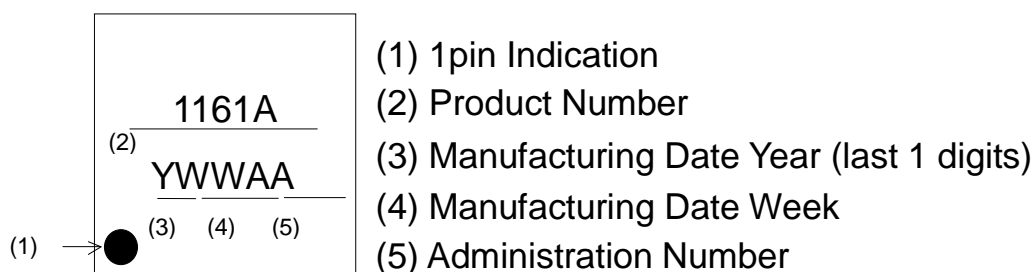 1161A
(2)
YWWAA
(3) (4) (5)
(1)
(1) 1pin Indication
(2) Product Number
(3) Manufacturing Date Year (last 1 digits)
(4) Manufacturing Date Week
(5) Administration Number